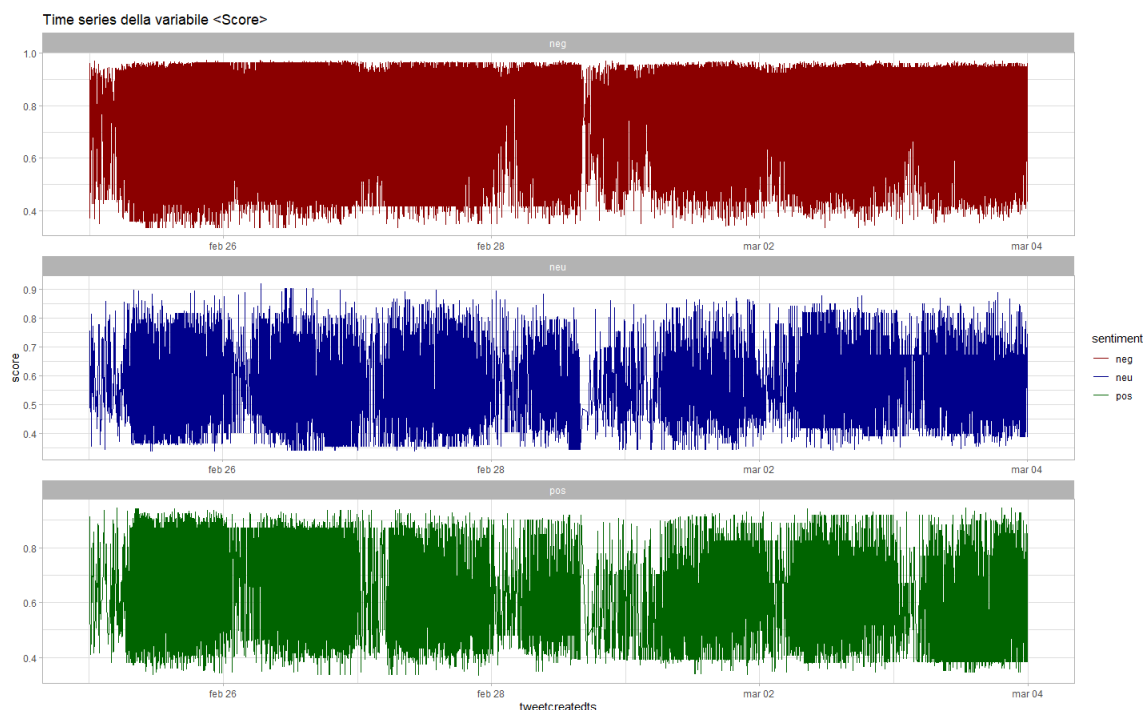 Time series della variabile <Score>
neg
1.0
0.8
0.6
0.4
feb 26
feb 28
mar 02
mar 04
neu
0.9
0.8
0.7
0.6
0.5
0.4
feb 26
feb 28
mar 02
mar 04
pos
0.8
0.6
0.4
feb 26
feb 28
mar 02
mar 04
score
tweetcreatedts
sentiment
neg
neu
pos